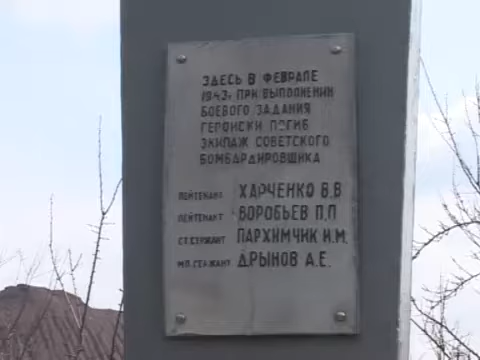 ЗДЕСЬ В ФЕВРАЛЕ
1943г. ПРИ ВЫПОЛНЕНИИ
БОЕВОГО ЗАДАНИЯ
ГЕРОЙСКИ ПОГИБ
ЭКИПАЖ СОВЕТСКОГО
БОМБАРДИРОВЩИКА
ЛЕЙТЕНАНТ ХАРЧЕНКО В.В
ЛЕЙТЕНАНТ ВОРОБЬЕВ П.П
СТ. СЕРЖАНТ ПАРХИМЧИК И.М.
МЛ. СЕРЖАНТ ДРЫНОВ А.Е.